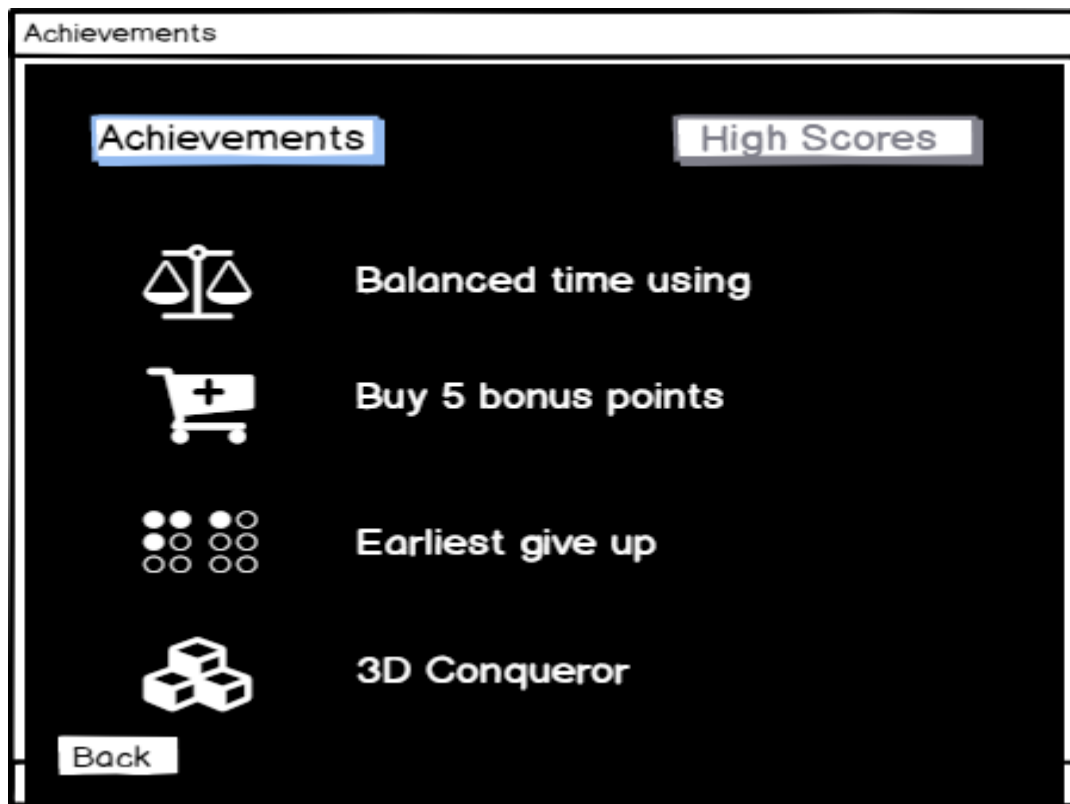 Achievements
Achievements
High Scores
Balanced time using
Buy 5 bonus points
Earliest give up
3D Conqueror
Back